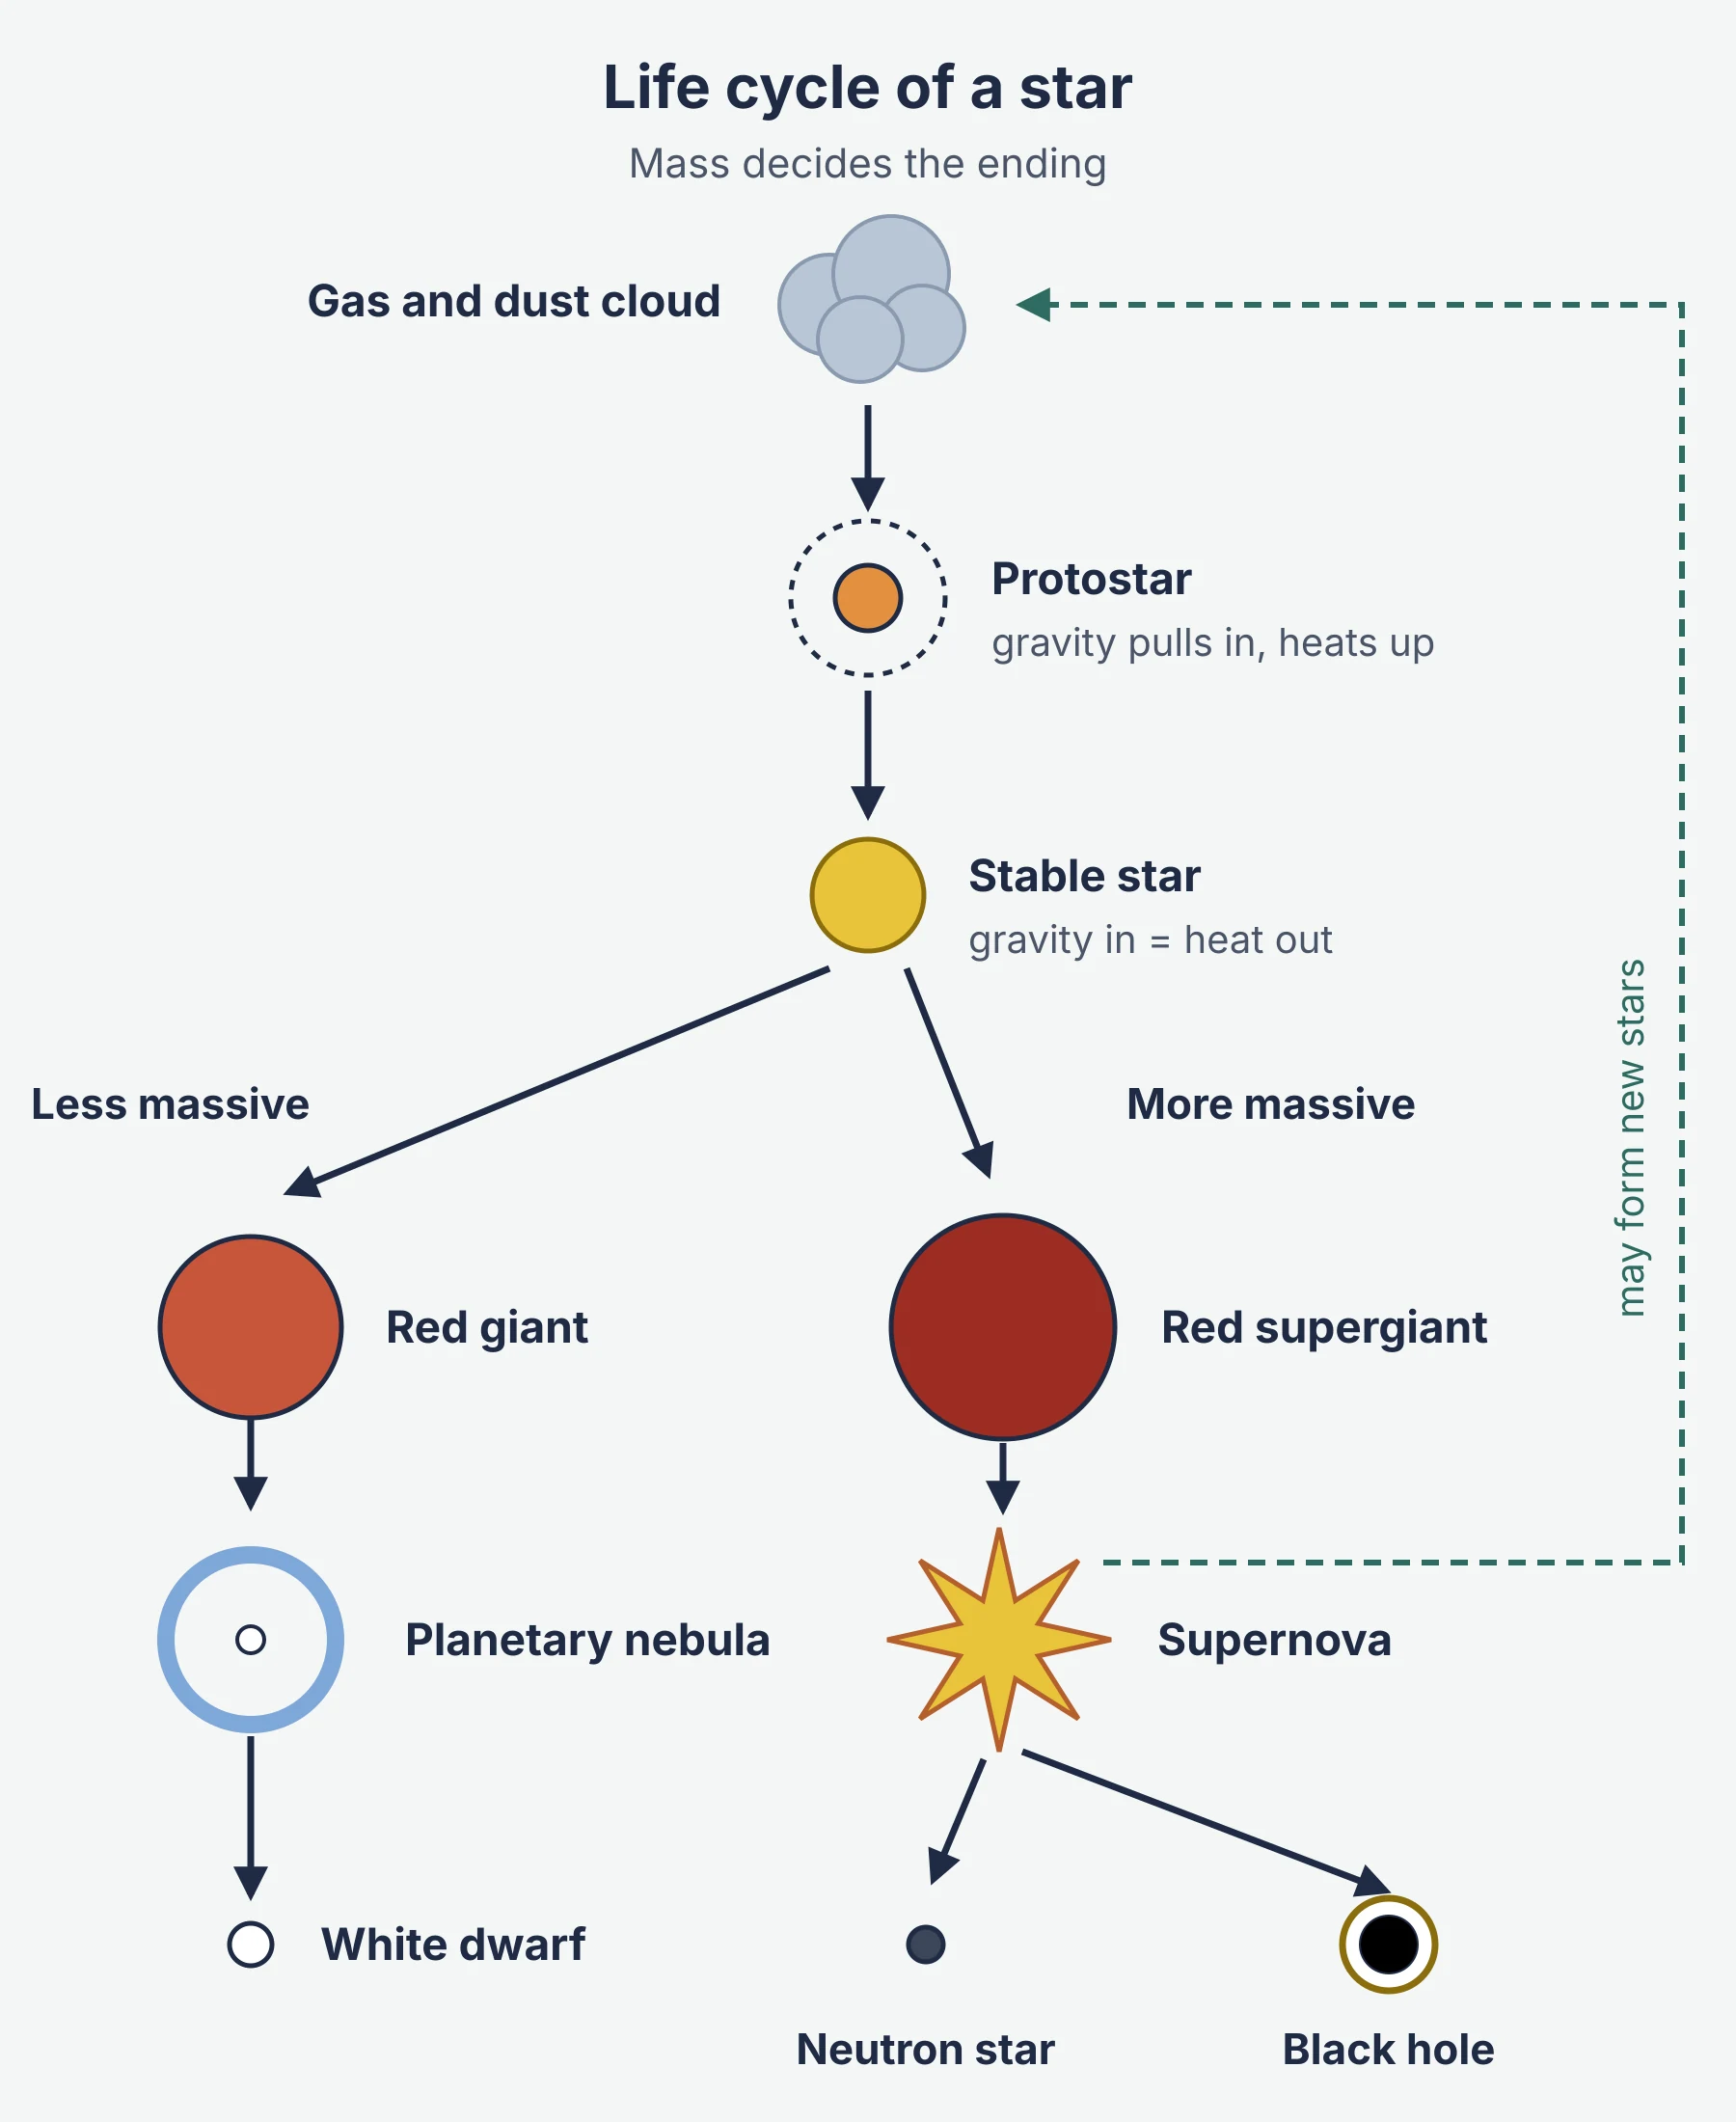 Life cycle of a star
Mass decides the ending
Gas and dust cloud
Protostar
gravity pulls in, heats up
Stable star
gravity in = heat out
Less massive
More massive
may form new stars
Red giant
Red supergiant
Planetary nebula
Supernova
White dwarf
Neutron star
Black hole